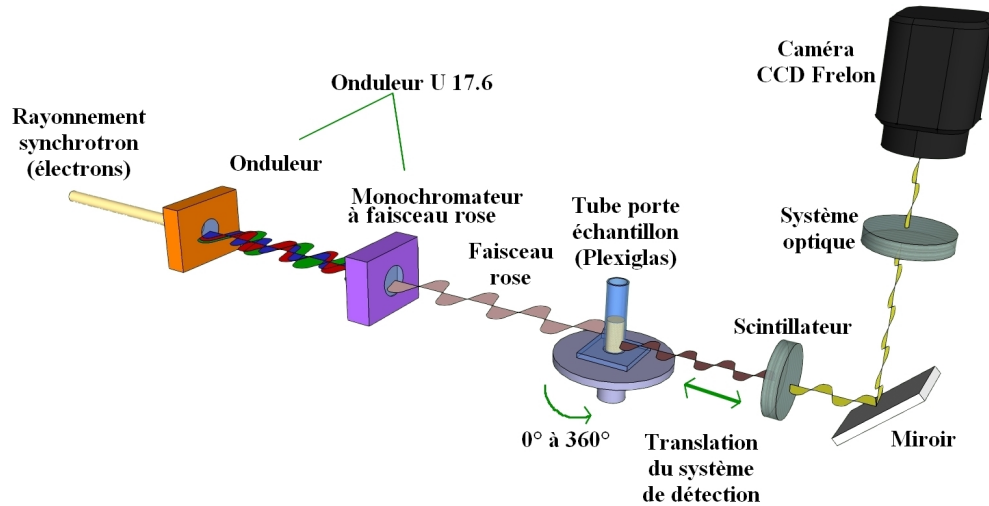 Caméra
CCD Frelon
Onduleur U 17.6
Rayonnement
synchrotron
(électrons)
Onduleur
Monochromateur
à faisceau rose
Tube porte
échantillon
(Plexiglas)
Système
optique
Faisceau
rose
Scintillateur
0° à 360°
Translation
du système
de détection
Miroir